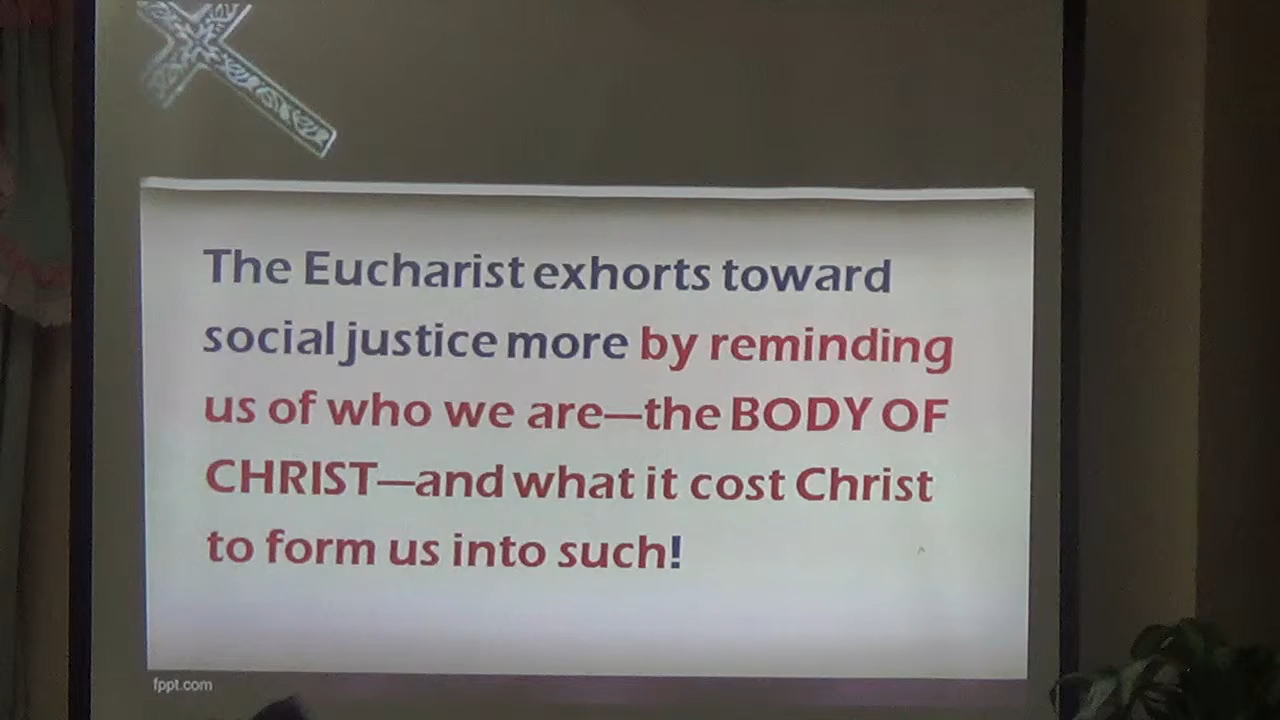 The Eucharist exhorts toward
social justice more by reminding
us of who we are—the BODY OF
CHRIST—and what it cost Christ
to form us into such!
fppt.com